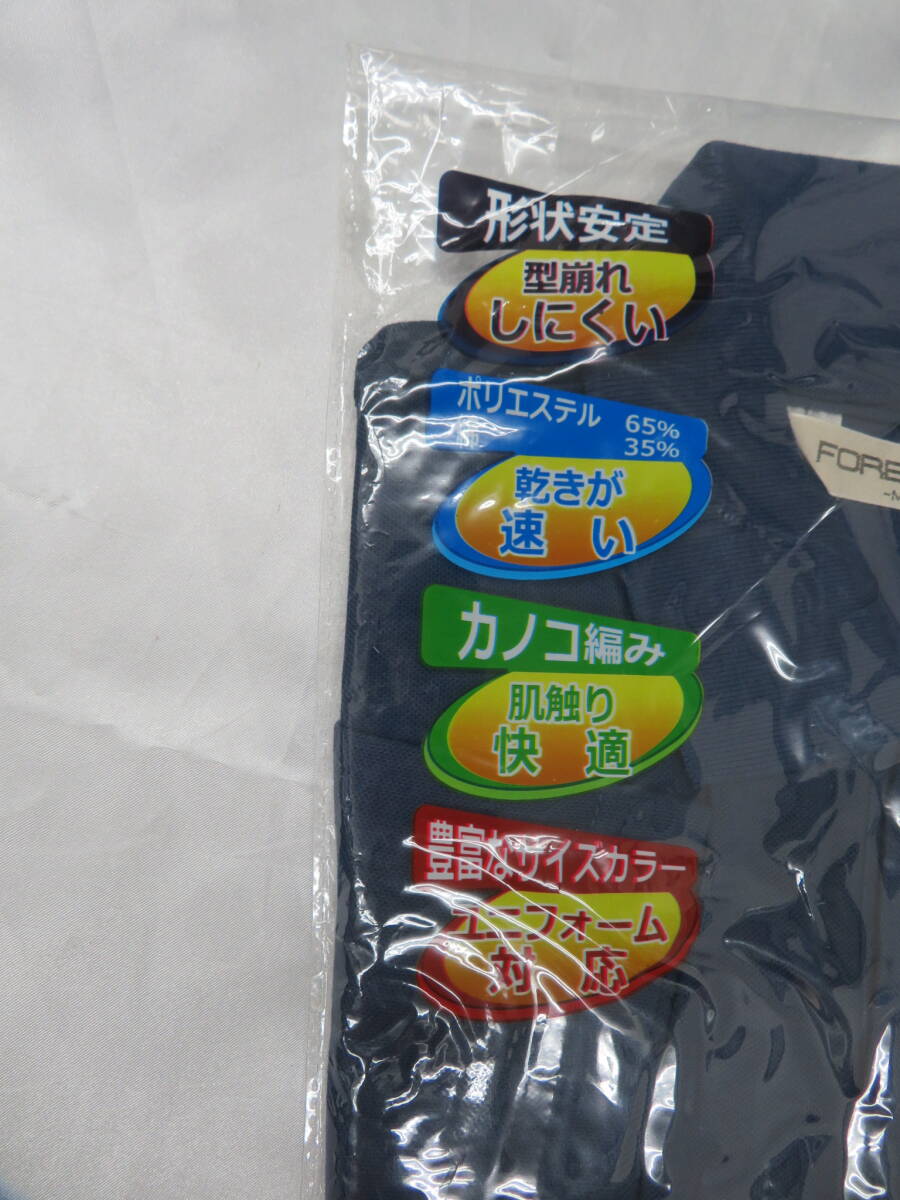 形状安定
型崩れ
しにくい
ポリエステル 65%
35%
乾きが
速い
FORE
カノコ編み
肌触り
快適
豊富なサイズカラー
ユニフォーム
対応